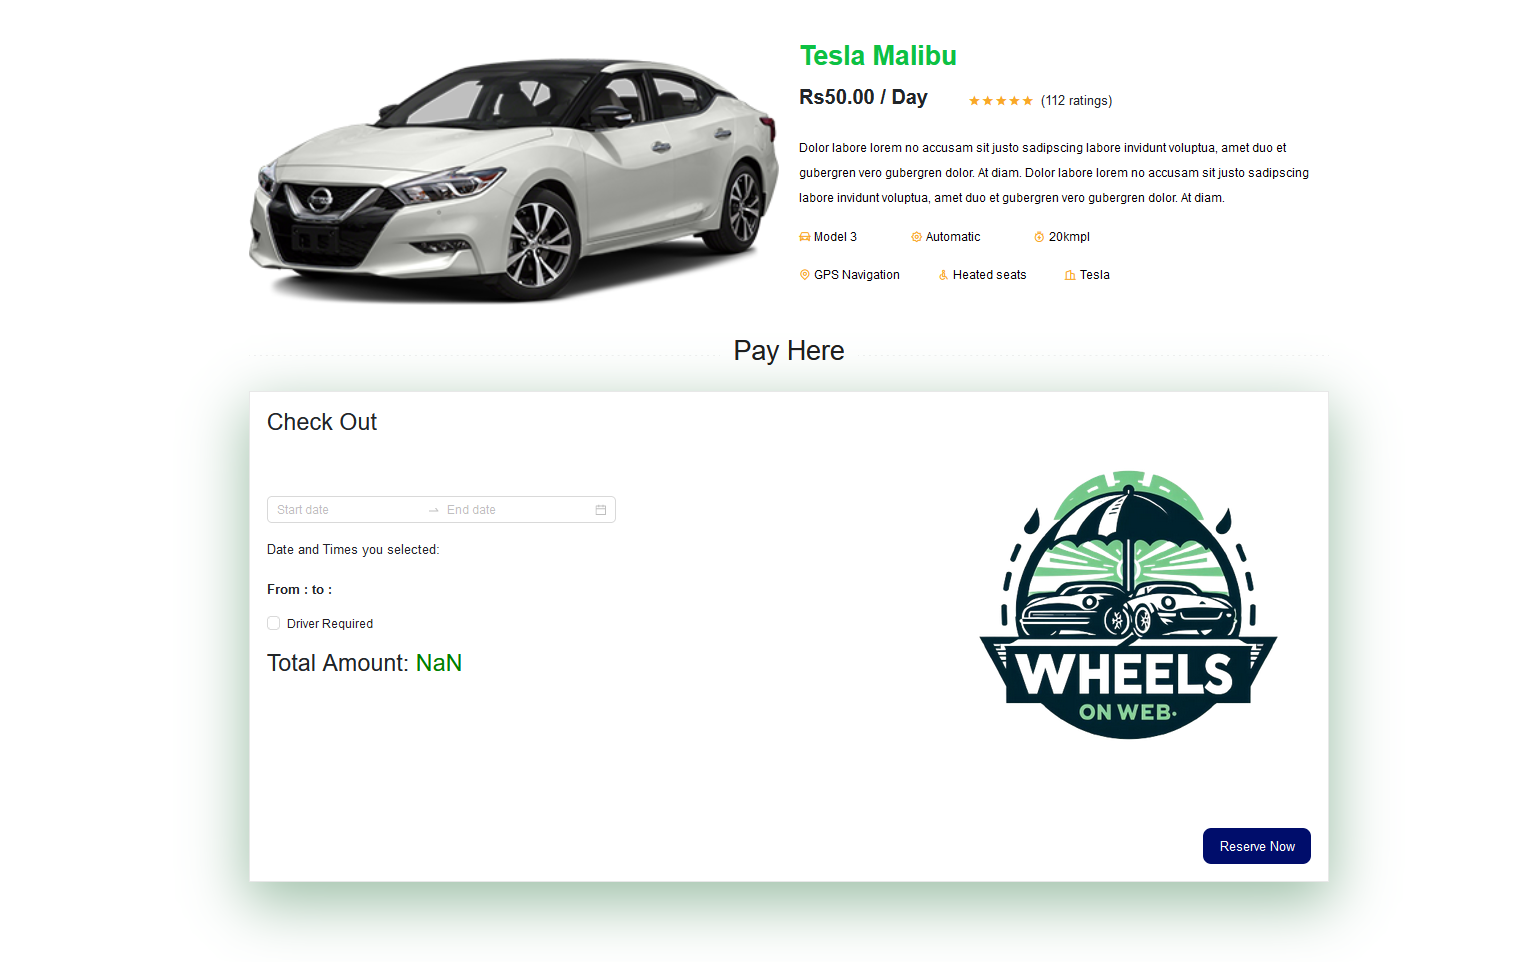 Tesla Malibu
Rs50.00 / Day (112 ratings)
Dolor labore lorem no accusam sit justo sadipscing labore invidunt voluptua, amet duo et
gubergren vero gubergren dolor. At diam. Dolor labore lorem no accusam sit justo sadipscing
labore invidunt voluptua, amet duo et gubergren vero gubergren dolor. At diam.
Model 3 Automatic 20kmpl
GPS Navigation Heated seats Tesla
Pay Here
Check Out
Start date End date
Date and Times you selected:
From : to :
Driver Required
Total Amount: NaN
WHEELS
ON WEB.
Reserve Now